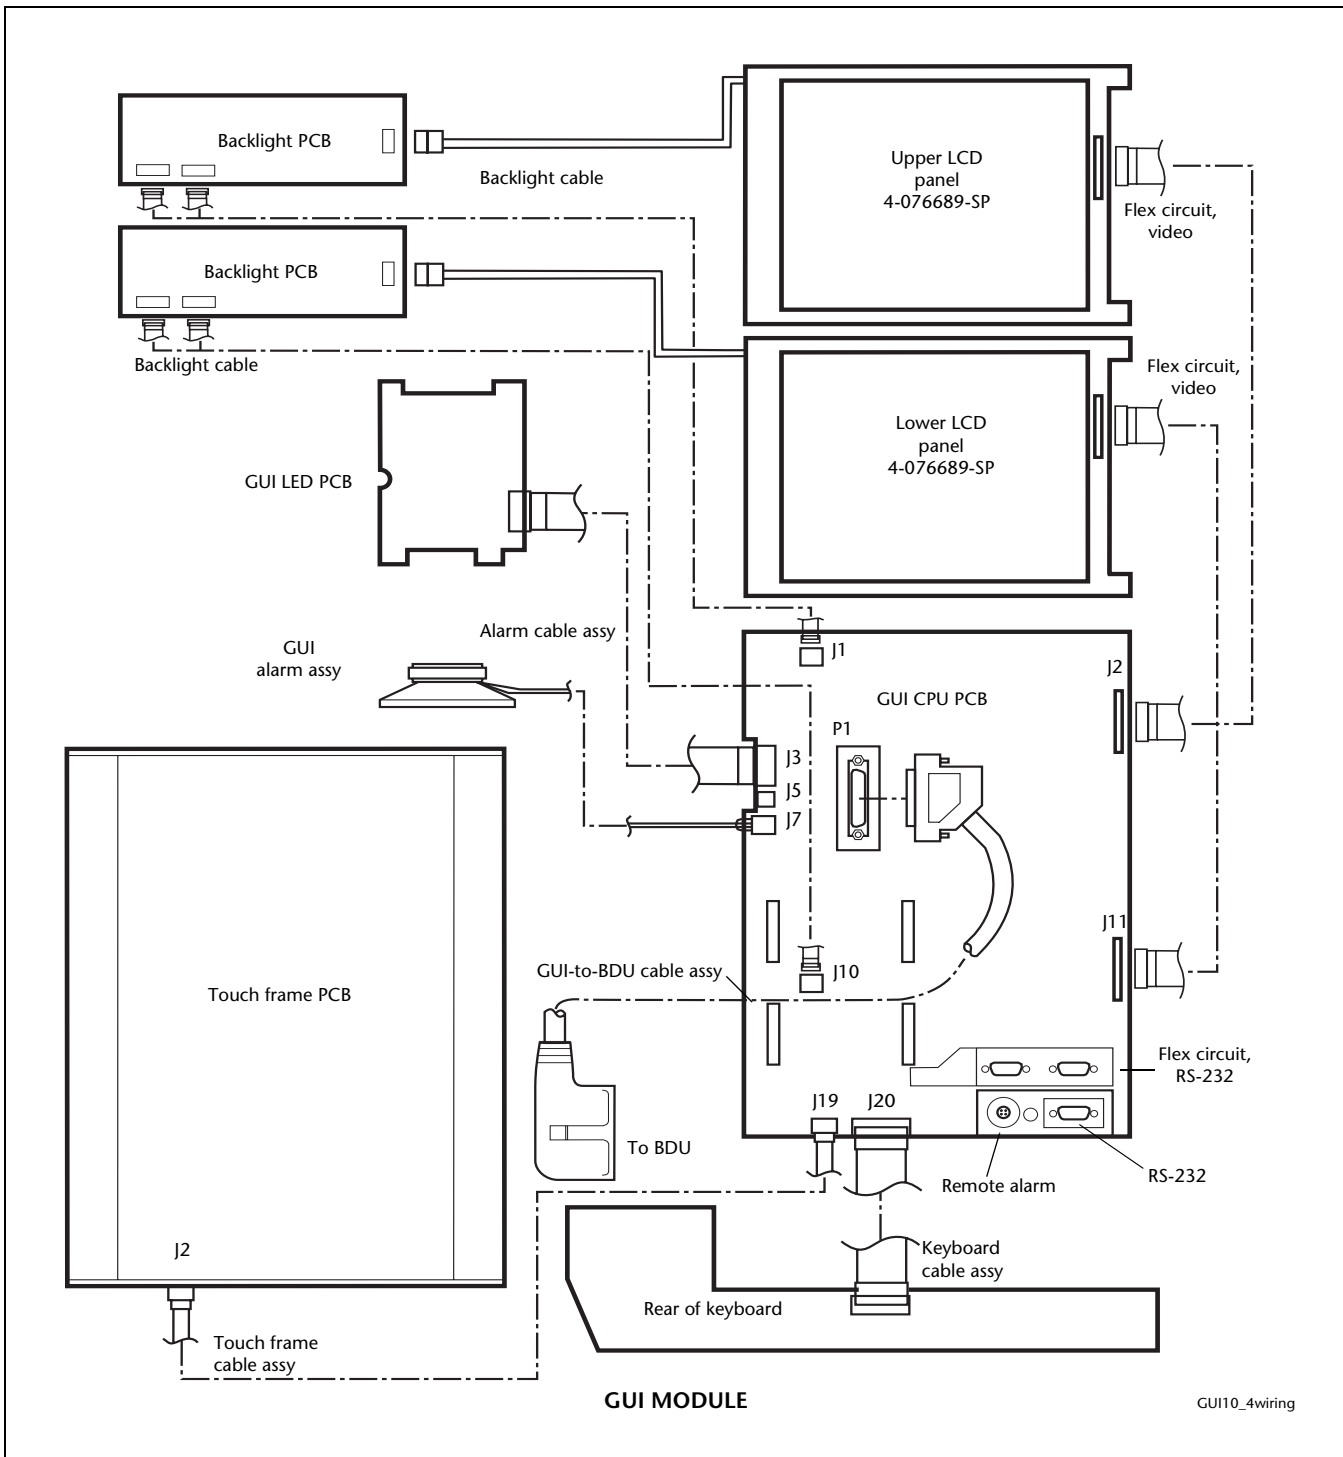 Backlight PCB
Backlight cable
Upper LCD
panel
4-076689-SP
Flex circuit,
video
Backlight PCB
Backlight cable
Flex circuit,
video
Lower LCD
panel
4-076689-SP
GUI LED PCB
Alarm cable assy
GUI
alarm assy
J1
J2
GUI CPU PCB
P1
J3
J5
J7
J11
GUI-to-BDU cable assy
J10
Touch frame PCB
Flex circuit,
RS-232
J19
J20
To BDU
Remote alarm
RS-232
J2
Keyboard
cable assy
Rear of keyboard
Touch frame
cable assy
GUI MODULE
GUI10_4wiring